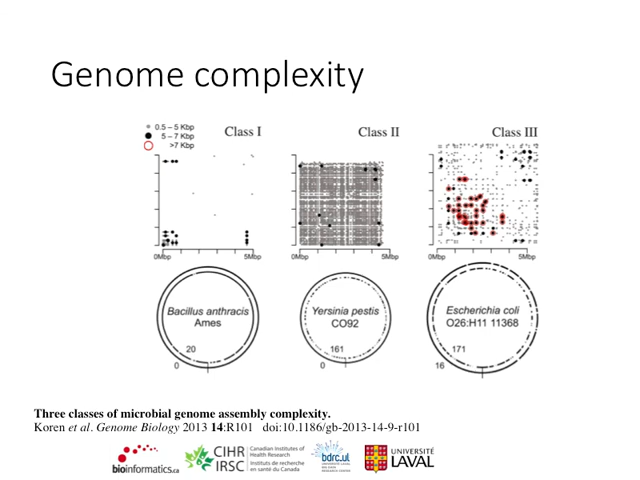 Genome complexity
0.5 – 5 Kbp
5 – 7 Kbp
>7 Kbp
Class I
Class II
Class III
0Mbp
5Mbp
0Mbp
5Mbp
0Mbp
5Mbp
Bacillus anthracis
Ames
20
0
Yersinia pestis
CO92
161
0
Escherichia coli
O26:H11 11368
171
16
Three classes of microbial genome assembly complexity.
Koren et al. Genome Biology 2013 14:R101 doi:10.1186/gb-2013-14-9-r101
bioinformatics.ca
CIHR
IRSC
Canadian Institutes of
Health Research
Instituts de recherche
en santé du Canada
bdrc.ul
UNIVERSITÉ
LAVAL